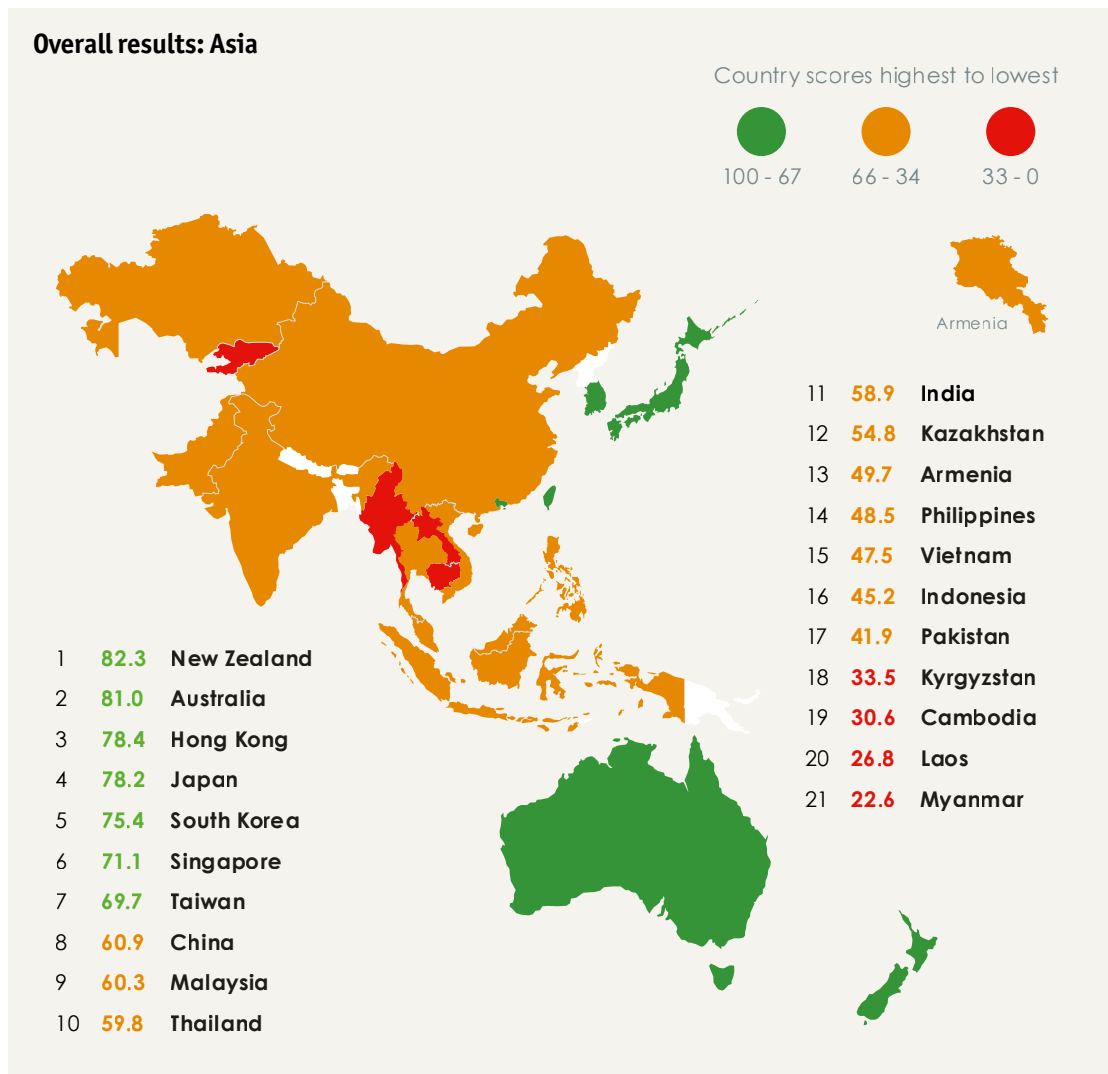 Overall results: Asia
Country scores highest to lowest
100 - 67
66 - 34
33 - 0
Armenia
1 82.3 New Zealand
2 81.0 Australia
3 78.4 Hong Kong
4 78.2 Japan
5 75.4 South Korea
6 71.1 Singapore
7 69.7 Taiwan
8 60.9 China
9 60.3 Malaysia
10 59.8 Thailand
11 58.9 India
12 54.8 Kazakhstan
13 49.7 Armenia
14 48.5 Philippines
15 47.5 Vietnam
16 45.2 Indonesia
17 41.9 Pakistan
18 33.5 Kyrgyzstan
19 30.6 Cambodia
20 26.8 Laos
21 22.6 Myanmar